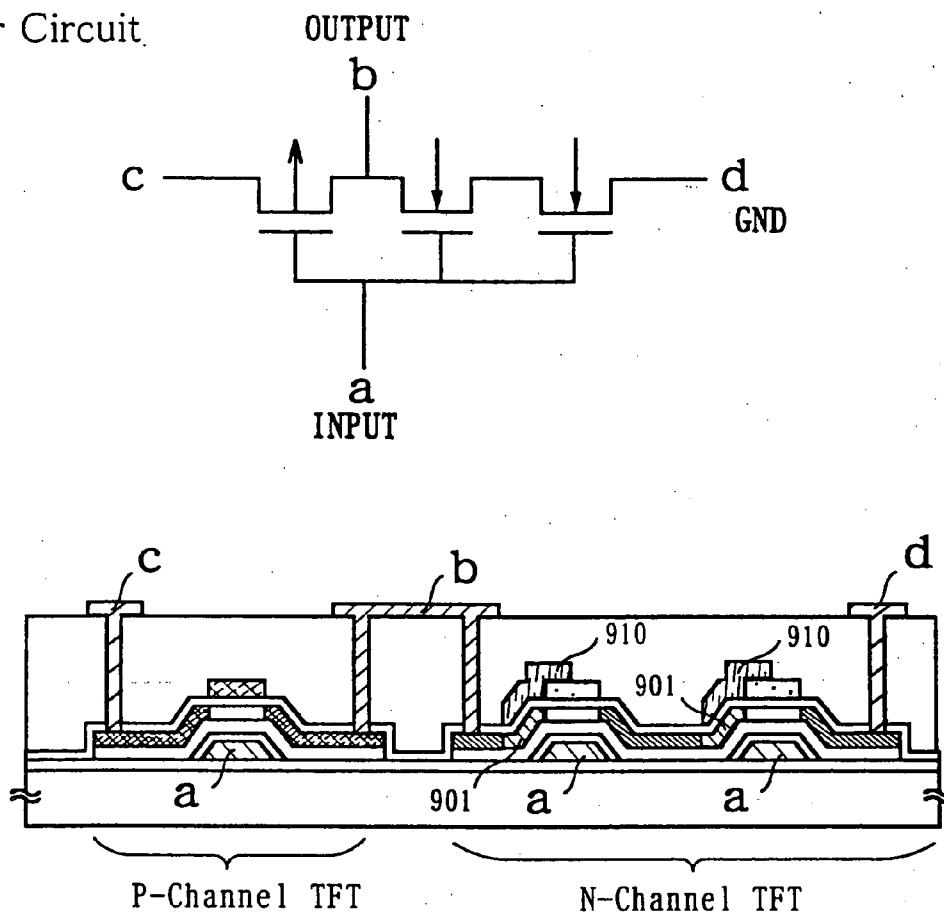 r Circuit
OUTPUT
b
c
d
GND
a
INPUT
c
b
d
910
910
901
a
901
a
a
P-Channel TFT
N-Channel TFT